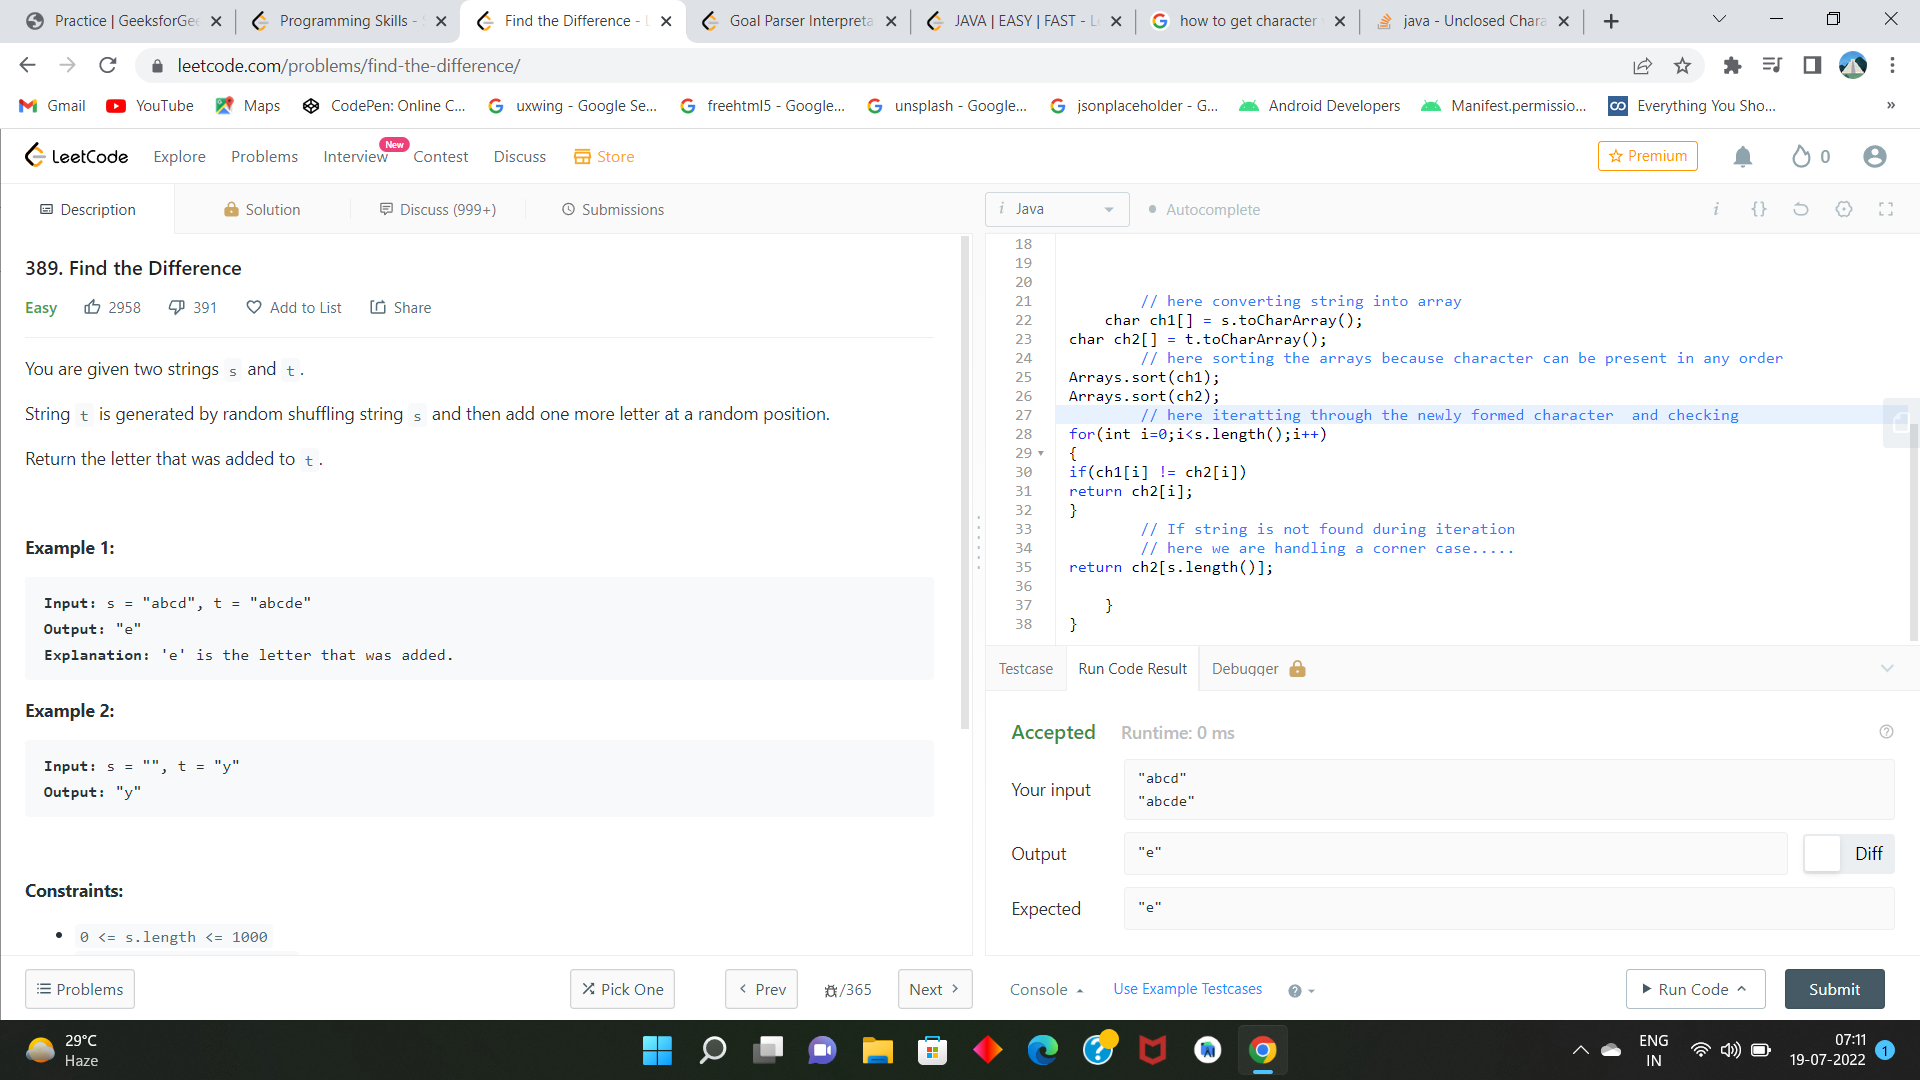 Practice | GeeksforGee
Programming Skills -
Find the Difference - L
Goal Parser Interpreta
JAVA | EASY | FAST - L
how to get character
java - Unclosed Chara
leetcode.com/problems/find-the-difference/
Gmail
YouTube
Maps
CodePen: Online C...
uxwing - Google Se...
freehtml5 - Google...
unsplash - Google...
jsonplaceholder - G...
Android Developers
Manifest.permissio...
Everything You Sho...
»
LeetCode
Explore
Problems
Interview
New
Contest
Discuss
Store
Premium
0
Description
Solution
Discuss (999+)
Submissions
i Java
Autocomplete
389. Find the Difference
Easy
2958
391
Add to List
Share
You are given two strings s and t.
String t is generated by random shuffling string s and then add one more letter at a random position.
Return the letter that was added to t.
Example 1:
Input: s = "abcd", t = "abcde"
Output: "e"
Explanation: 'e' is the letter that was added.
Example 2:
Input: s = "", t = "y"
Output: "y"
Constraints:
• 0 <= s.length <= 1000
18
19
20
21 // here converting string into array
22 char ch1[] = s.toCharArray();
23 char ch2[] = t.toCharArray();
24 // here sorting the arrays because character can be present in any order
25 Arrays.sort(ch1);
26 Arrays.sort(ch2);
27 // here iteratting through the newly formed character  and checking
28 for(int i=0;i<s.length();i++)
29 {
30 if(ch1[i] != ch2[i])
31 return ch2[i];
32 }
33 // If string is not found during iteration
34 // here we are handling a corner case.....
35 return ch2[s.length()];
36
37 }
38 }
Testcase
Run Code Result
Debugger
Accepted
Runtime: 0 ms
Your input
"abcd"
"abcde"
Output
"e"
Diff
Expected
"e"
Problems
Pick One
Prev
/365
Next
Console
Use Example Testcases
Run Code
Submit
29°C
Haze
ENG
IN
07:11
19-07-2022
1